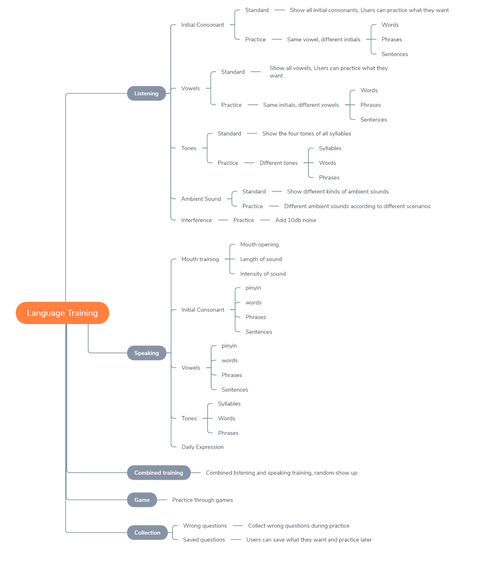 Language Training
Listening
Initial Consonant
Standard
Show all initial consonants, Users can practice what they want
Practice
Same vowel, different initials
Words
Phrases
Sentences
Vowels
Standard
Show all vowels, Users can practice what they
want
Practice
Same initials, different vowels
Words
Phrases
Sentences
Tones
Standard
Show the four tones of all syllables
Practice
Different tones
Syllables
Words
Phrases
Ambient Sound
Standard
Show different kinds of ambient sounds
Practice
Different ambient sounds according to different scenarios
Interference
Practice
Add 10db noise
Speaking
Mouth training
Mouth opening
Length of sound
Intensity of sound
Initial Consonant
pinyin
words
Phrases
Sentences
Vowels
pinyin
words
Phrases
Sentences
Tones
Syllables
Words
Phrases
Daily Expression
Combined training
Combined listening and speaking training, random show up
Game
Practice through games
Collection
Wrong questions
Collect wrong questions during practice
Saved questions
Users can save what they want and practice later